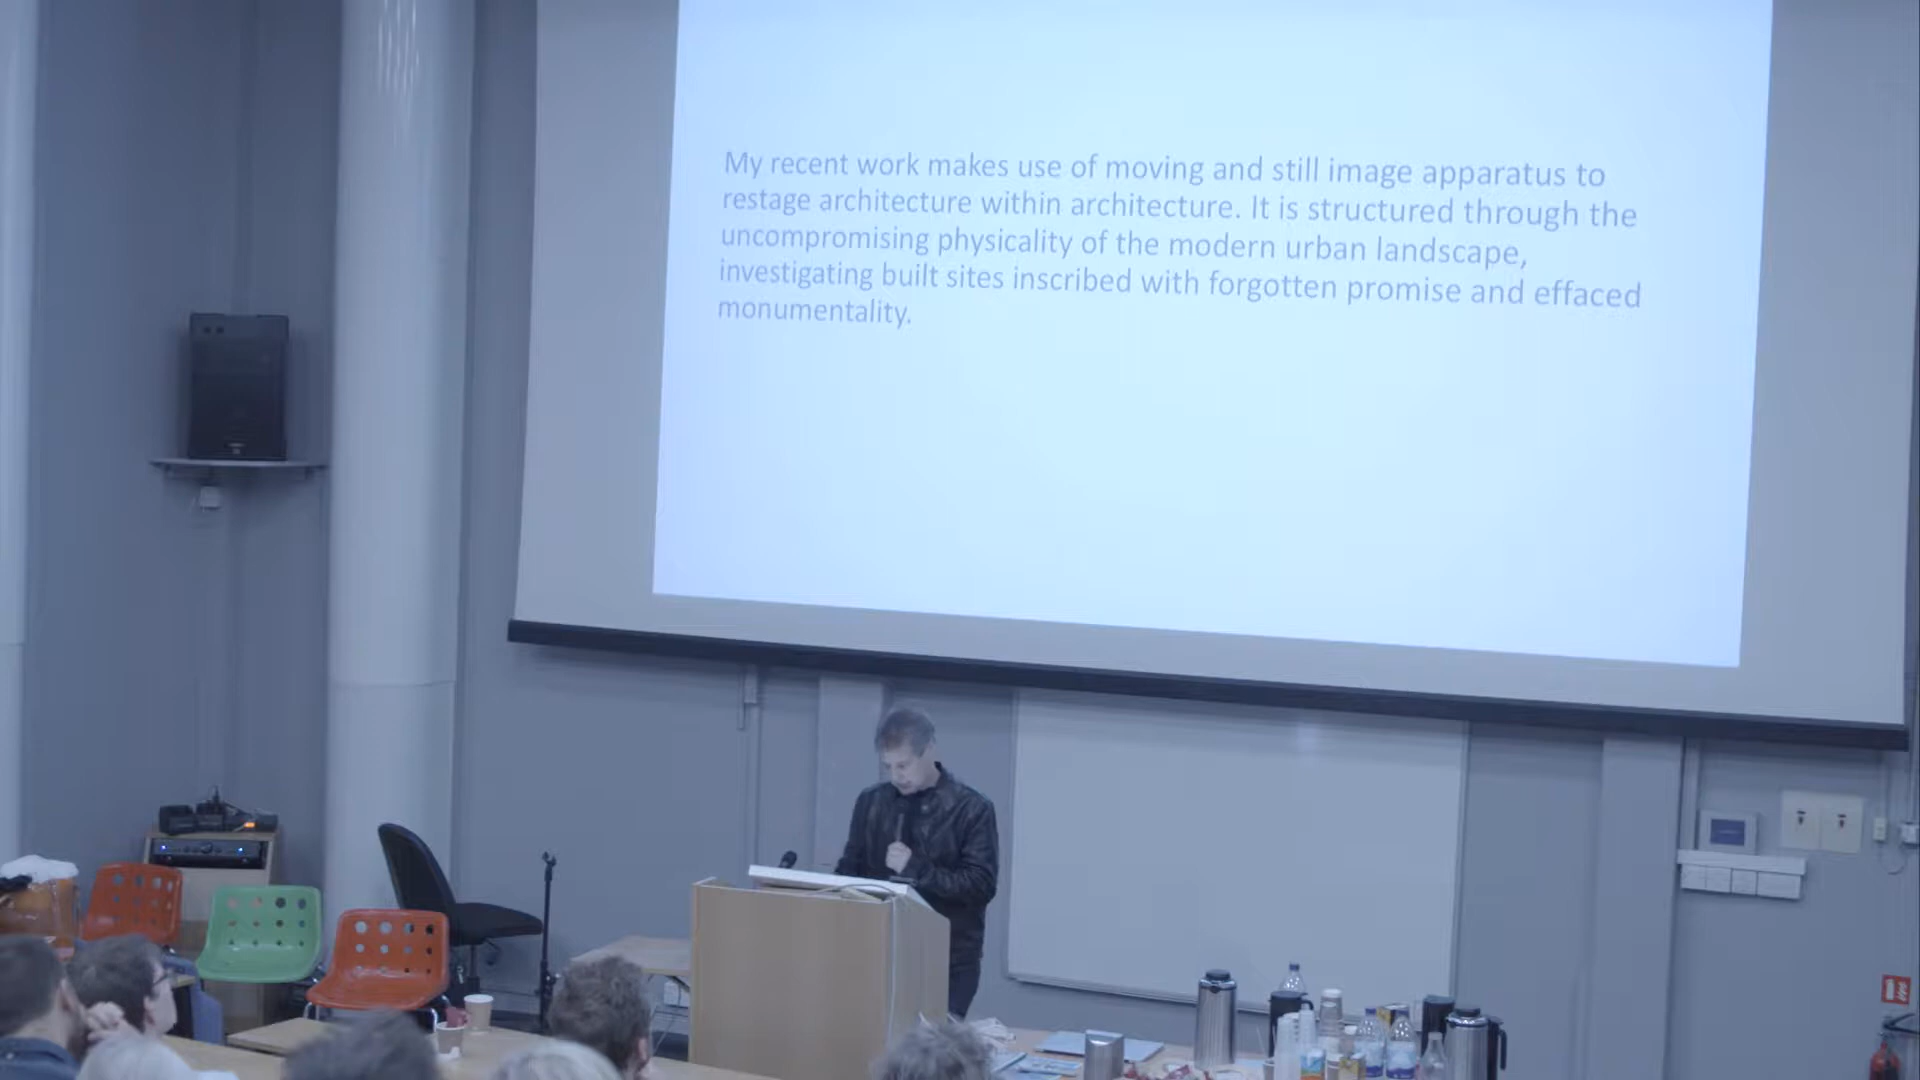 My recent work makes use of moving and still image apparatus to
restage architecture within architecture. It is structured through the
uncompromising physicality of the modern urban landscape,
investigating built sites inscribed with forgotten promise and effaced
monumentality.